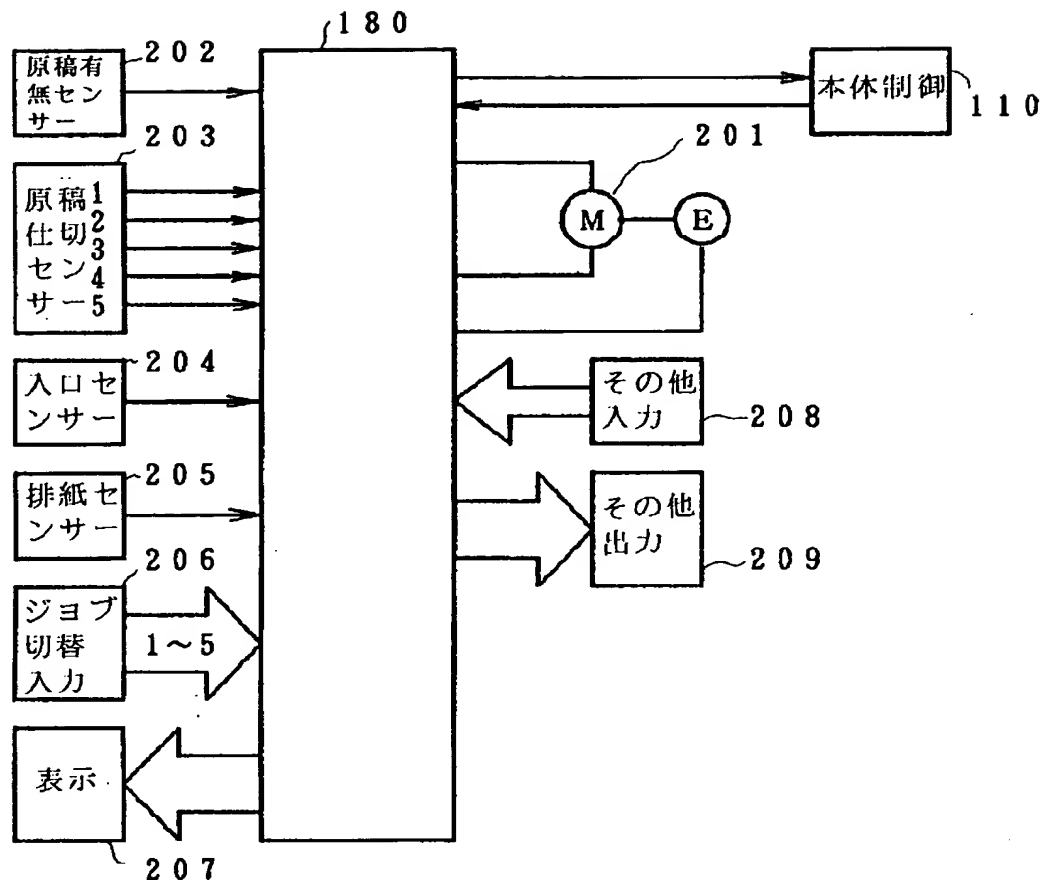 180
原稿有
無セン
サー
202
本体制御
110
203
原稿
仕切
セン
サー
1
2
3
4
5
201
M
E
204
入口セ
ンサー
その他
入力
208
205
排紙セ
ンサー
その他
出力
209
206
ジョブ
切替
入力
1～5
表示
207